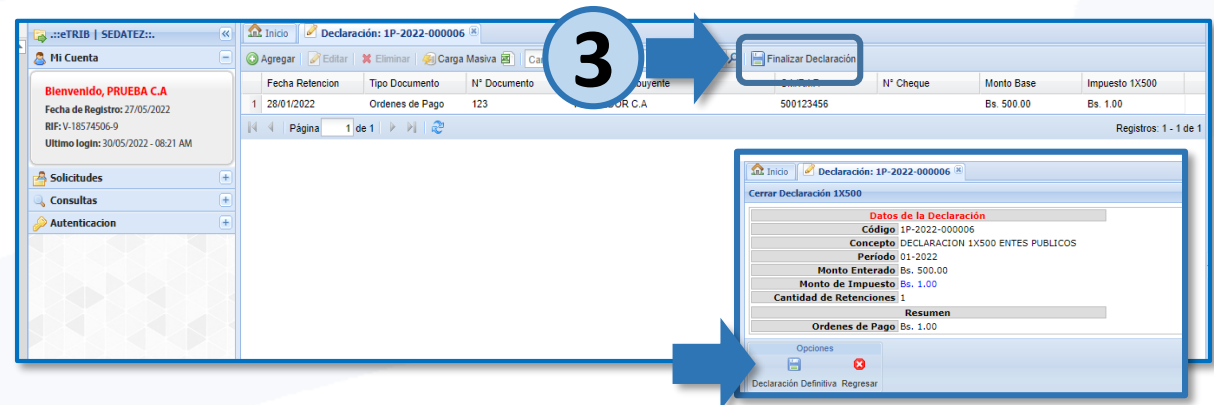 .::eTRIB | SEDATEZ::.
Mi Cuenta
Bienvenido, PRUEBA C.A
Fecha de Registro: 27/05/2022
RIF: V-18574506-9
Ultimo login: 30/05/2022 - 08:21 AM
Solicitudes
Consultas
Autenticacion
Inicio Declaración: 1P-2022-000006
Agregar Editar Eliminar Carga Masiva Finalizar Declaración
3
Fecha Retencion Tipo Documento N° Documento N° Cheque Monto Base Impuesto 1X500
1 28/01/2022 Ordenes de Pago 123 C.A 500123456 Bs. 500.00 Bs. 1.00
Página 1 de 1 Registros: 1 - 1 de 1
Inicio Declaración: 1P-2022-000006
Cerrar Declaración 1X500
Datos de la Declaración
Código 1P-2022-000006
Concepto DECLARACION 1X500 ENTES PUBLICOS
Período 01-2022
Monto Enterado Bs. 500.00
Monto de Impuesto Bs. 1.00
Cantidad de Retenciones 1
Resumen
Ordenes de Pago Bs. 1.00
Opciones
Declaración Definitiva Regresar